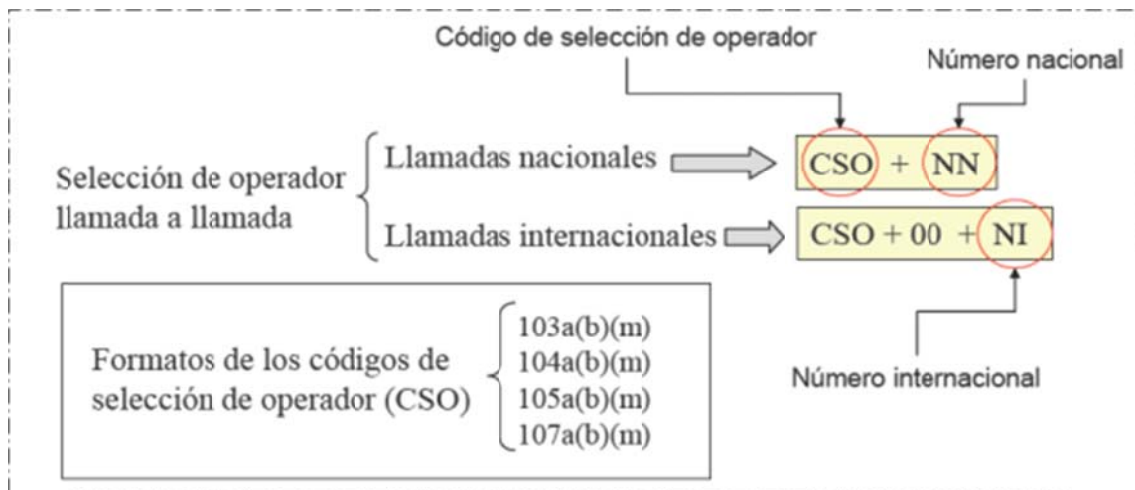 Código de selección de operador
Número nacional
Selección de operador
llamada a llamada
Llamadas nacionales
CSO + NN
Llamadas internacionales
CSO + 00 + NI
Formatos de los códigos de
selección de operador (CSO)
103a(b)(m)
104a(b)(m)
105a(b)(m)
107a(b)(m)
Número internacional